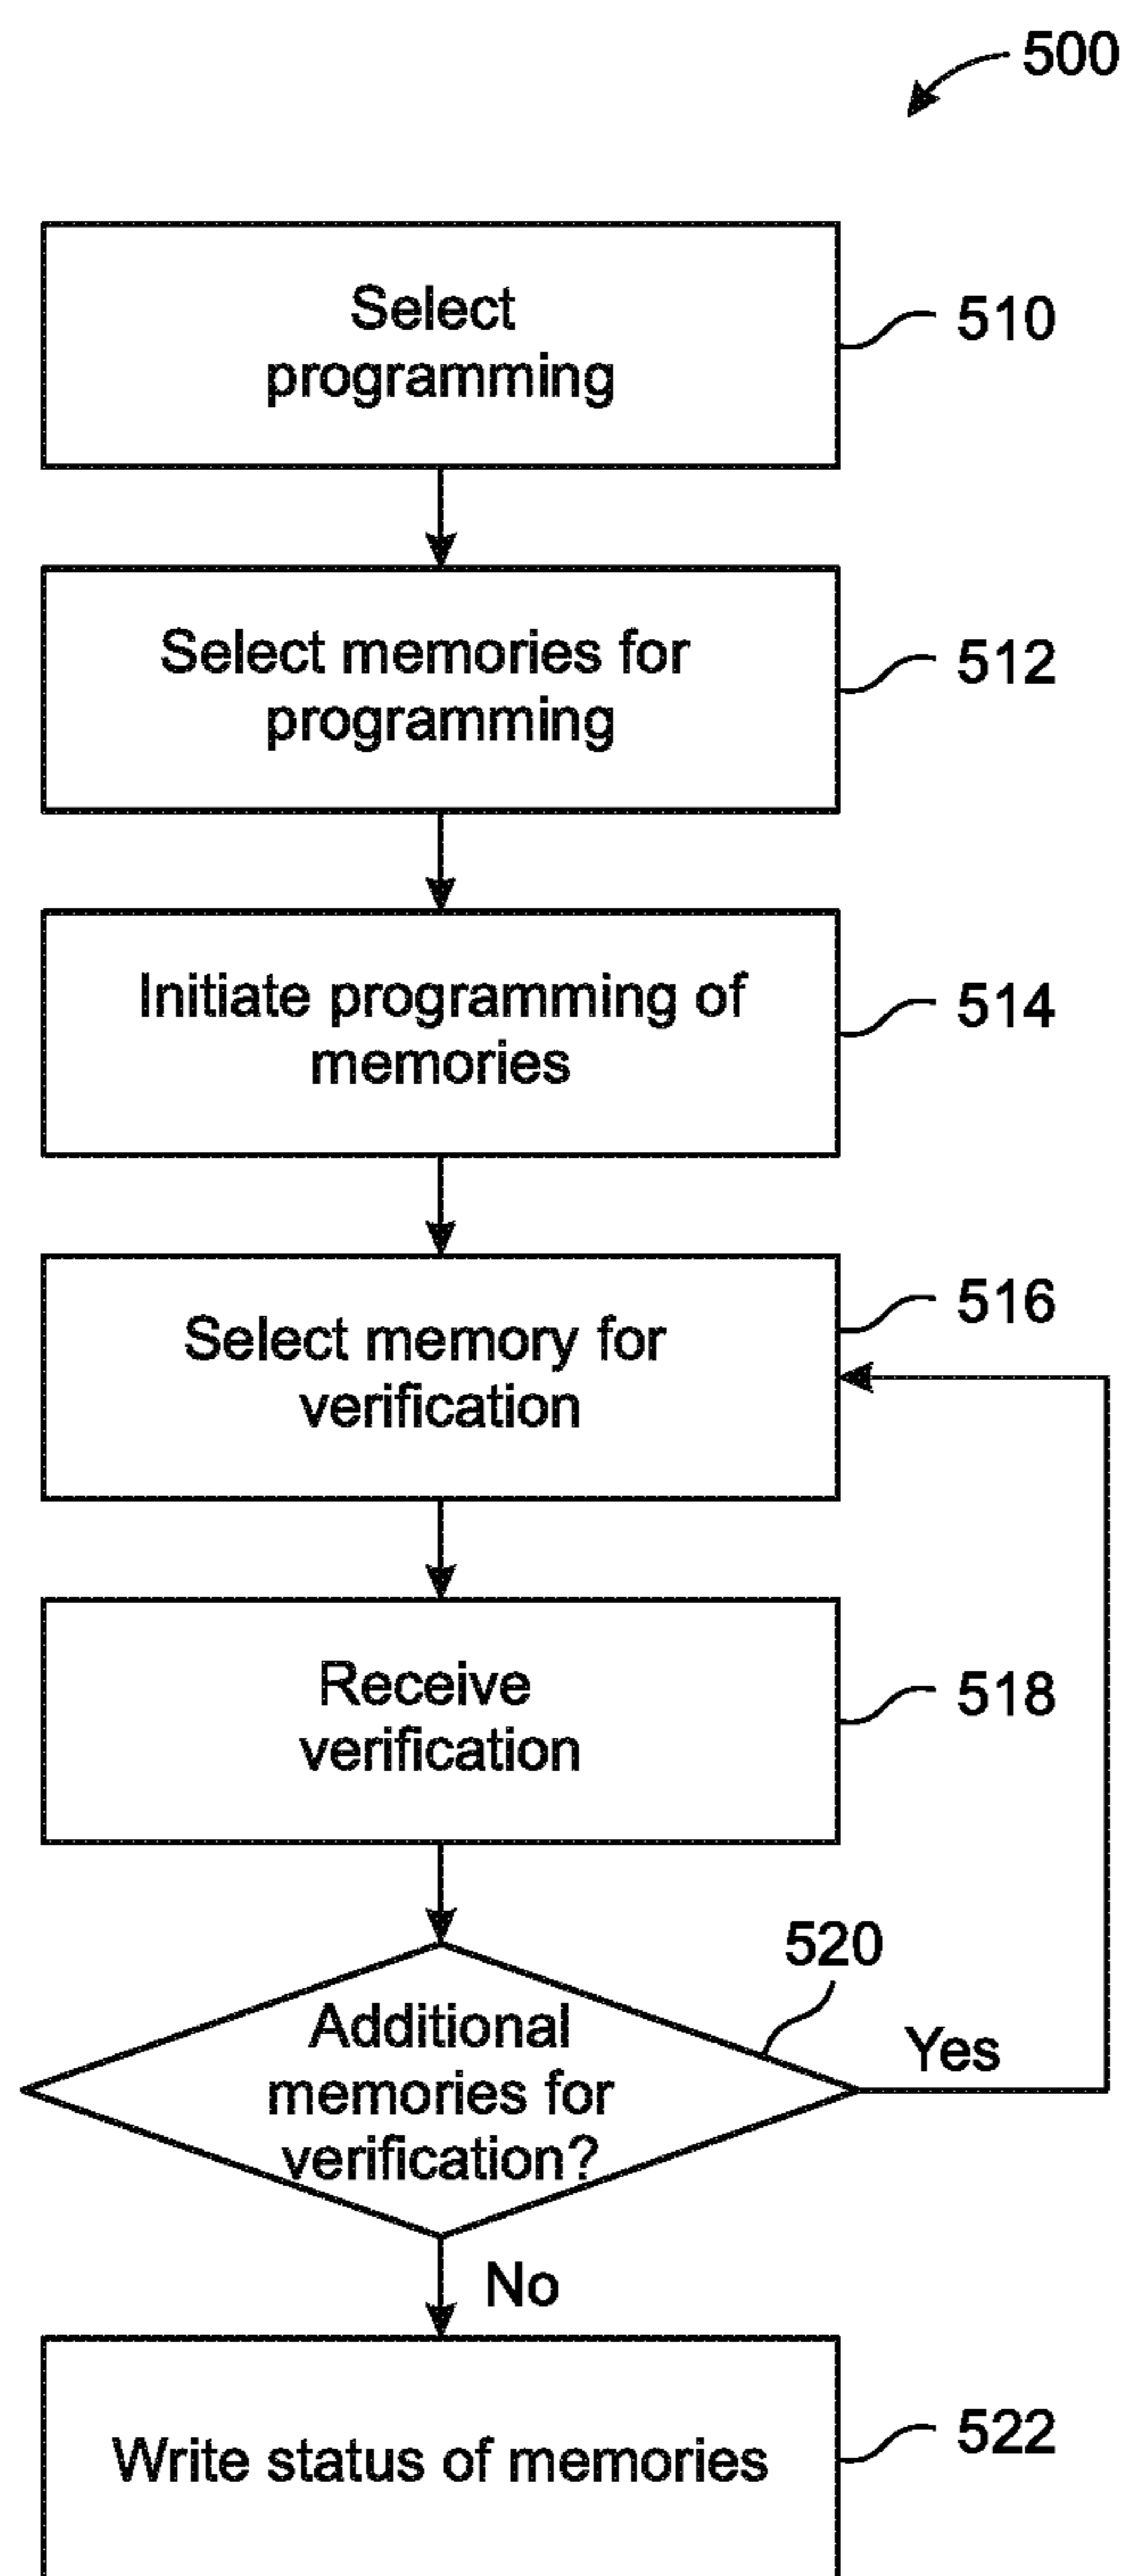 500
Select
programming
510
Select memories for
programming
512
Initiate programming of
memories
514
Select memory for
verification
516
Receive
verification
518
Additional
memories for
verification?
520
Yes
No
Write status of memories
522